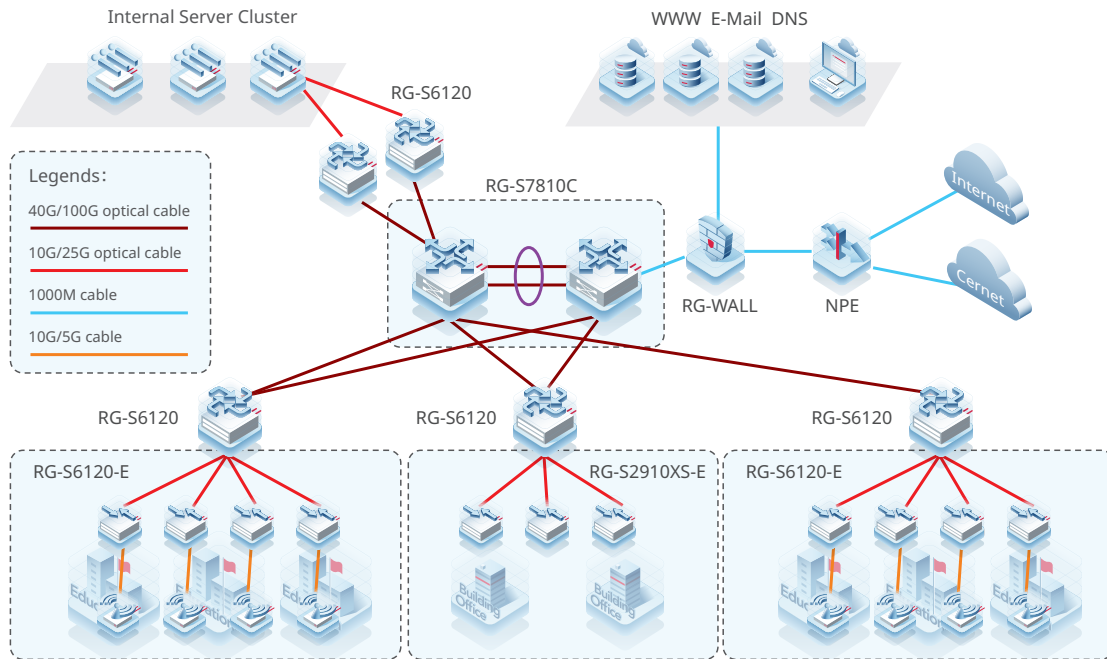 Internal Server Cluster
WWW E-Mail DNS
RG-S6120
Legends:
40G/100G optical cable
10G/25G optical cable
1000M cable
10G/5G cable
RG-S7810C
Internet
Cernet
RG-WALL
NPE
RG-S6120
RG-S6120
RG-S6120
RG-S6120-E
RG-S2910XS-E
RG-S6120-E
Building
Office
Building
Office